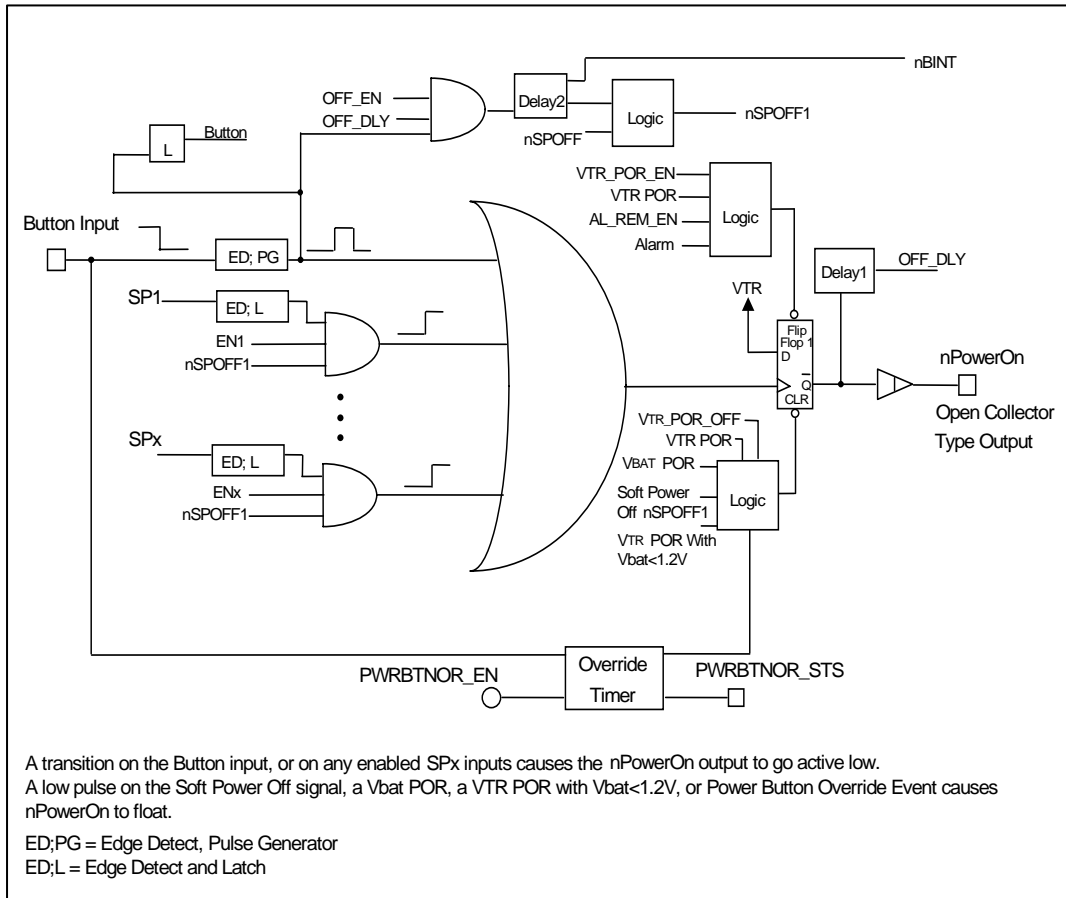 nBINT
OFF_EN
OFF_DLY
Delay2
Logic
nSPOFF
nSPOFF1
L
Button
VTR_POR_EN
VTR POR
AL_REM_EN
Alarm
Logic
Button Input
ED; PG
Delay1
OFF_DLY
VTR
SP1
ED; L
EN1
nSPOFF1
Flip
Flop 1
D
Q
CLR
nPowerOn
Open Collector
Type Output
SPx
ED; L
ENx
nSPOFF1
VTR_POR_OFF
VTR POR
VBAT POR
Soft Power
Off nSPOFF1
VTR POR With
Vbat<1.2V
Logic
PWRBTNOR_EN
Override
Timer
PWRBTNOR_STS
A transition on the Button input, or on any enabled SPx inputs causes the nPowerOn output to go active low.
A low pulse on the Soft Power Off signal, a Vbat POR, a VTR POR with Vbat<1.2V, or Power Button Override Event causes
nPowerOn to float.
ED;PG = Edge Detect, Pulse Generator
ED;L = Edge Detect and Latch